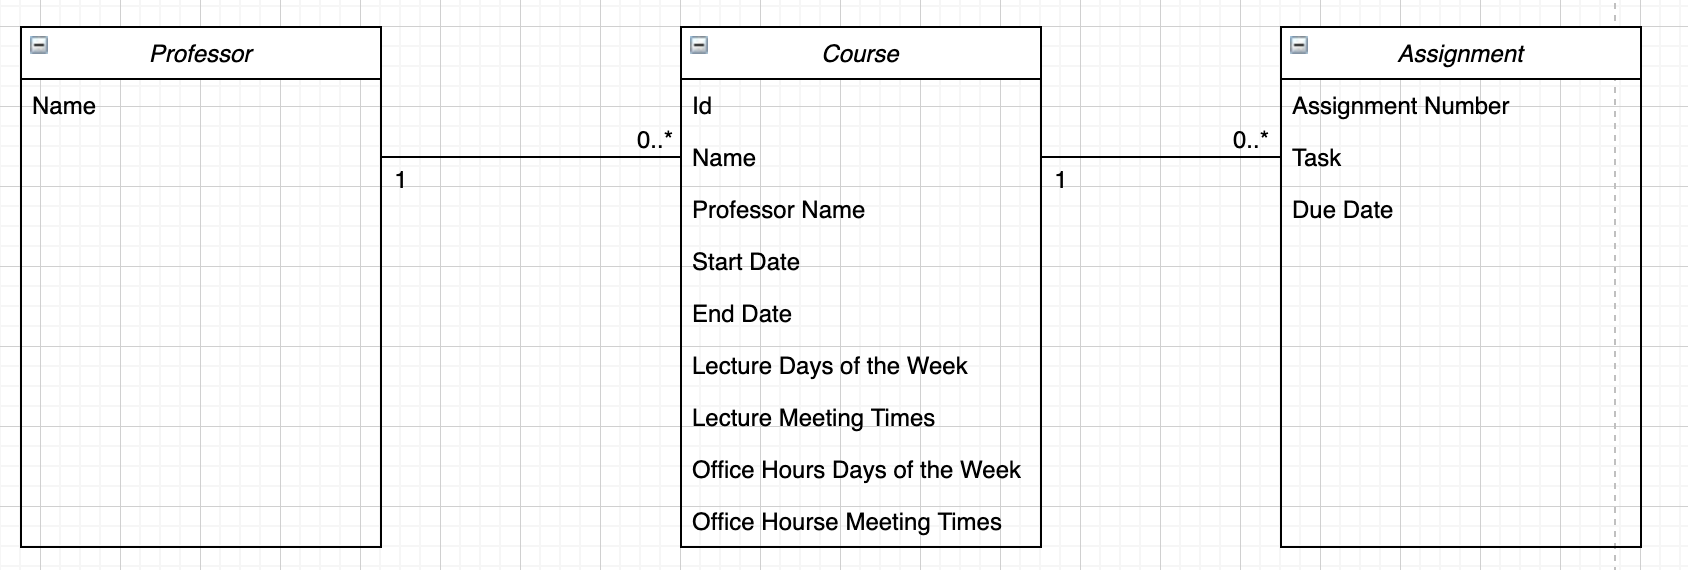 Professor
Name
1
0..*
Course
Id
Name
Professor Name
Start Date
End Date
Lecture Days of the Week
Lecture Meeting Times
Office Hours Days of the Week
Office Hourse Meeting Times
1
0..*
Assignment
Assignment Number
Task
Due Date